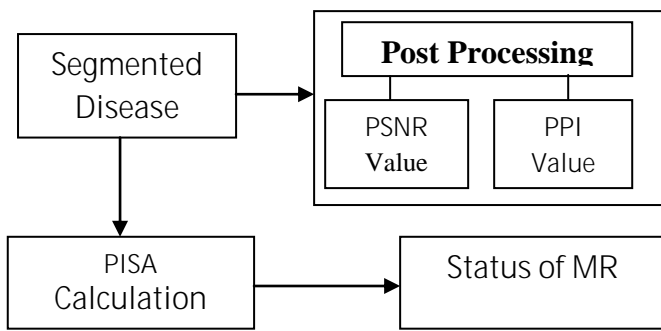 Segmented
Disease
Post Processing
PSNR
Value
PPI
Value
PISA
Calculation
Status of MR